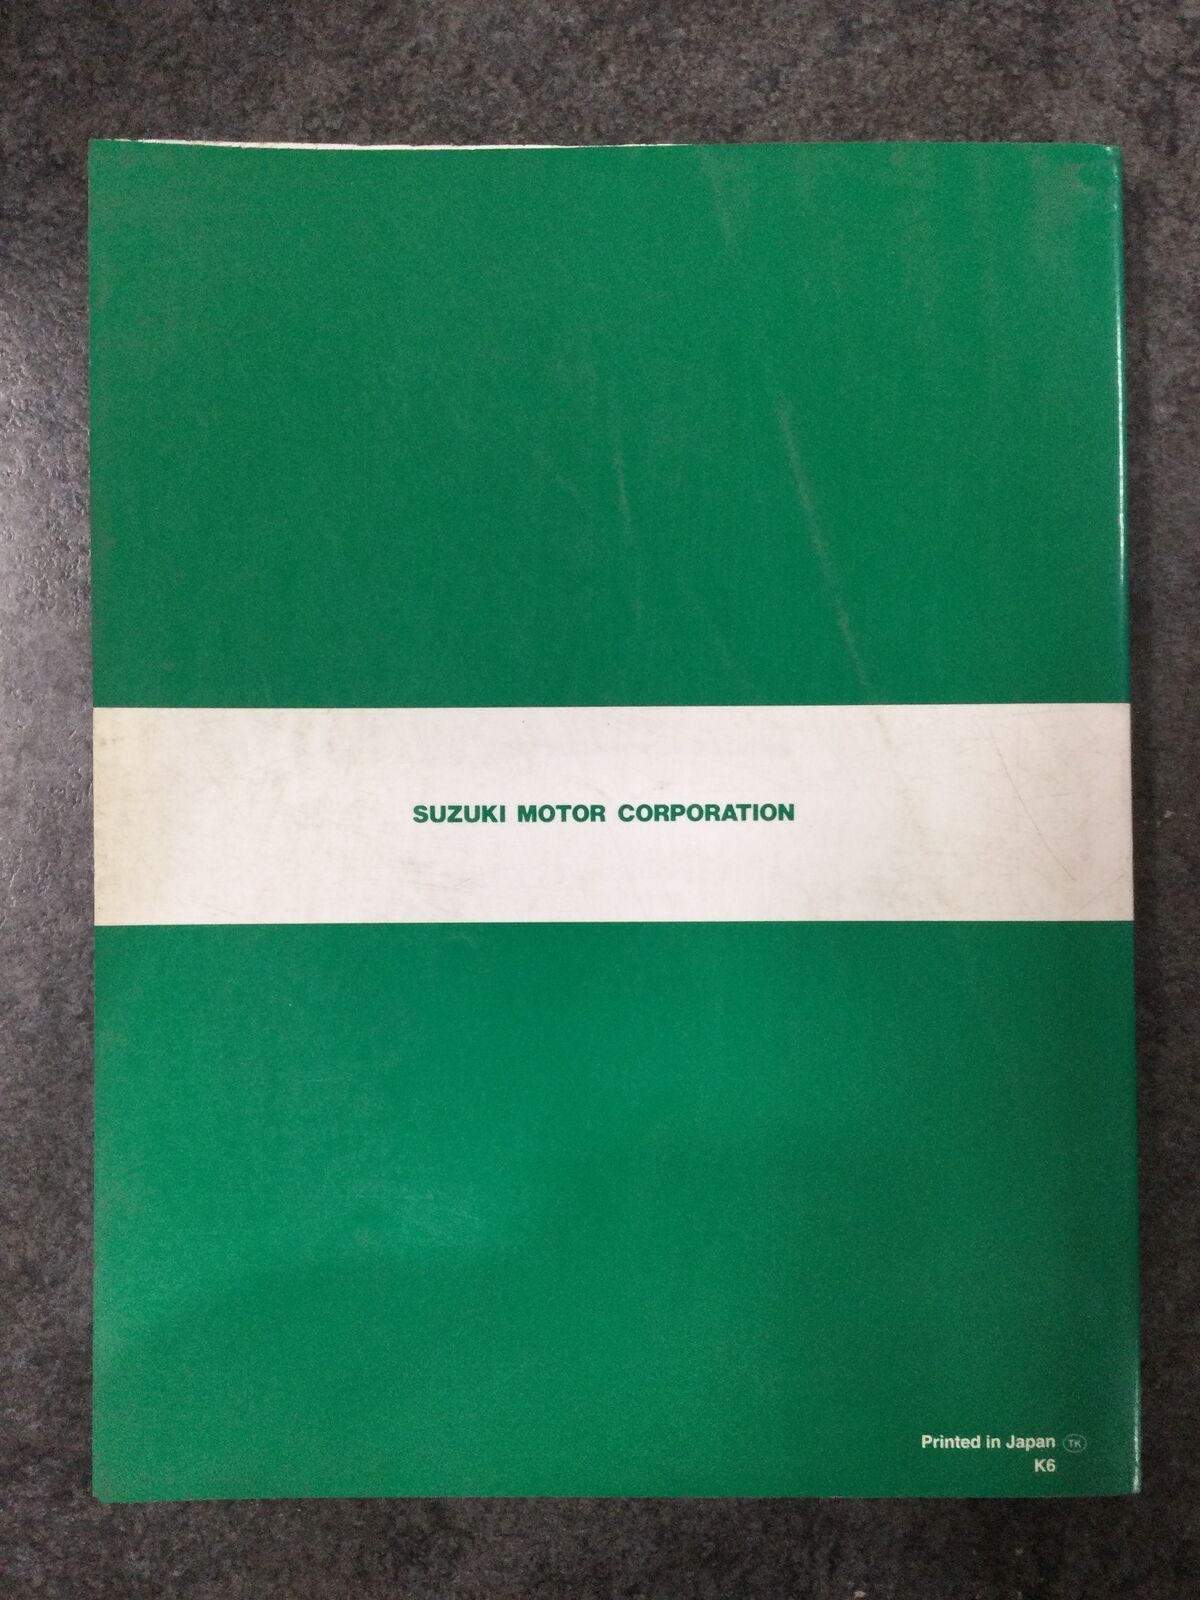 SUZUKI MOTOR CORPORATION
Printed in Japan TK
K6